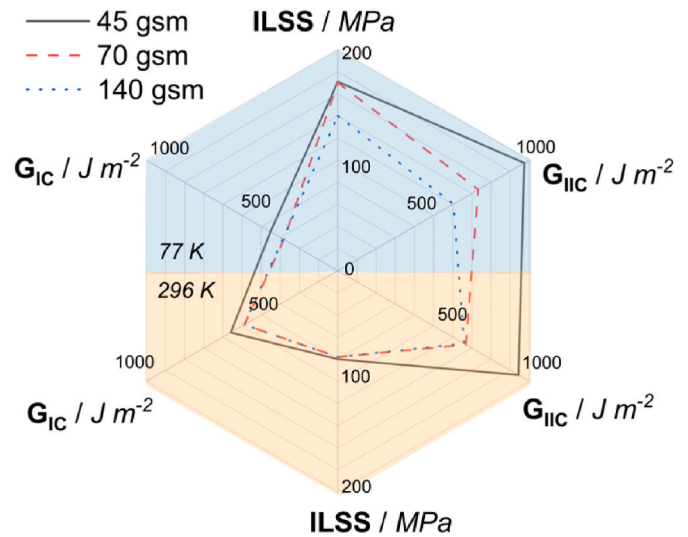 45 gsm
70 gsm
140 gsm
ILSS / MPa
200
1000
1000
G_IC / J m^-2
G_IIC / J m^-2
100
500
500
77 K
0
296 K
500
500
1000
100
1000
G_IC / J m^-2
G_IIC / J m^-2
200
ILSS / MPa